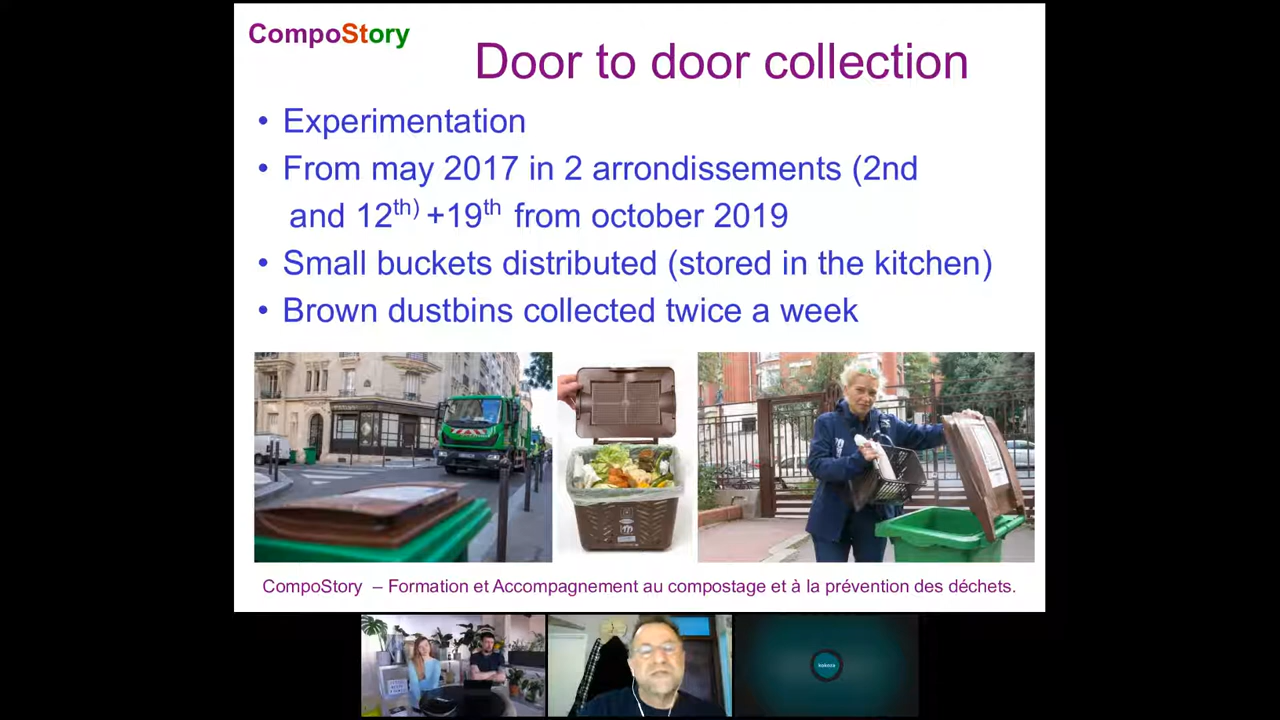 CompoStory
Door to door collection
• Experimentation
• From may 2017 in 2 arrondissements (2nd
and 12th) +19th from october 2019
• Small buckets distributed (stored in the kitchen)
• Brown dustbins collected twice a week
CompoStory – Formation et Accompagnement au compostage et à la prévention des déchets.